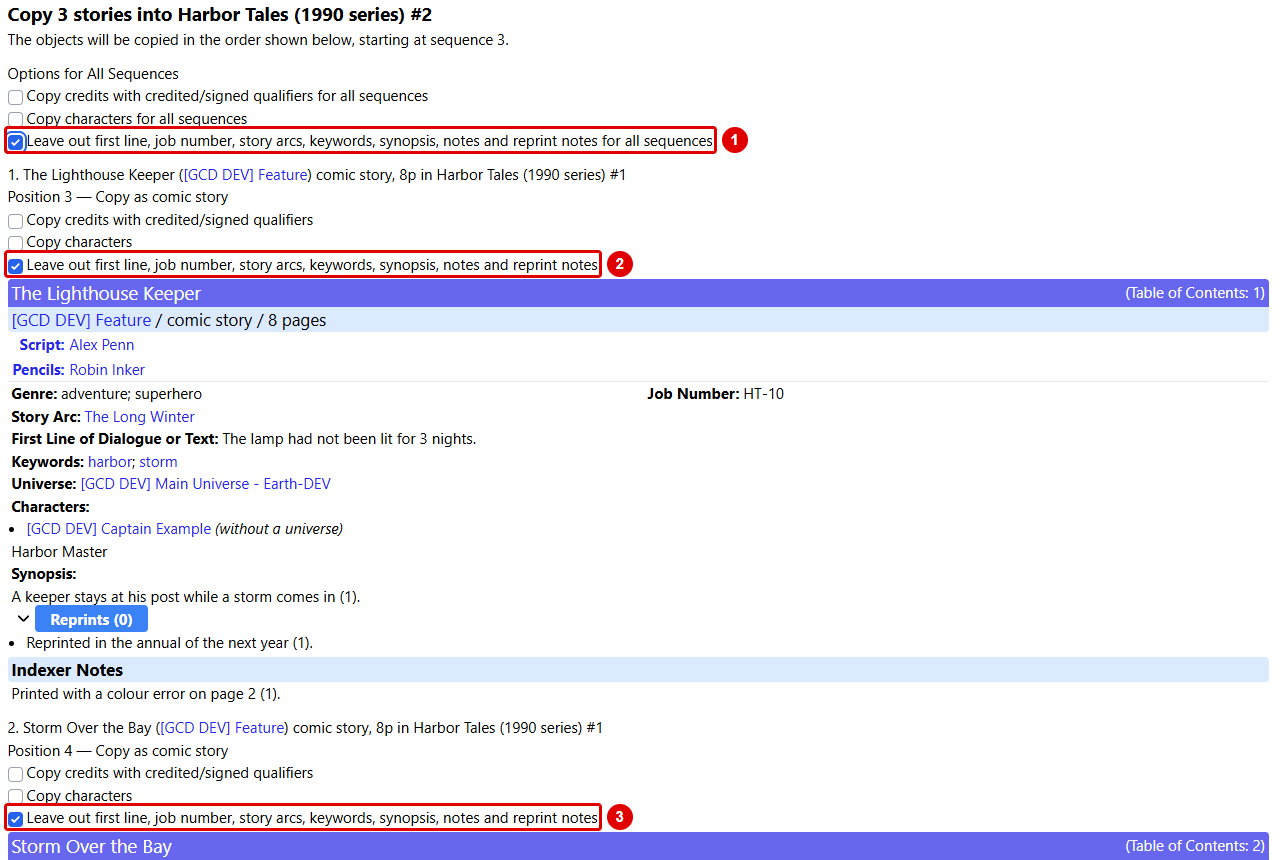 Copy 3 stories into Harbor Tales (1990 series) #2
The objects will be copied in the order shown below, starting at sequence 3.
Options for All Sequences
Copy credits with credited/signed qualifiers for all sequences
Copy characters for all sequences
Leave out first line, job number, story arcs, keywords, synopsis, notes and reprint notes for all sequences 1
1. The Lighthouse Keeper ([GCD DEV] Feature) comic story, 8p in Harbor Tales (1990 series) #1
Position 3 — Copy as comic story
Copy credits with credited/signed qualifiers
Copy characters
Leave out first line, job number, story arcs, keywords, synopsis, notes and reprint notes 2
The Lighthouse Keeper (Table of Contents: 1)
[GCD DEV] Feature / comic story / 8 pages
Script: Alex Penn
Pencils: Robin Inker
Genre: adventure; superhero Job Number: HT-10
Story Arc: The Long Winter
First Line of Dialogue or Text: The lamp had not been lit for 3 nights.
Keywords: harbor; storm
Universe: [GCD DEV] Main Universe - Earth-DEV
Characters:
• [GCD DEV] Captain Example (without a universe)
Harbor Master
Synopsis:
A keeper stays at his post while a storm comes in (1).
Reprints (0)
• Reprinted in the annual of the next year (1).
Indexer Notes
Printed with a colour error on page 2 (1).
2. Storm Over the Bay ([GCD DEV] Feature) comic story, 8p in Harbor Tales (1990 series) #1
Position 4 — Copy as comic story
Copy credits with credited/signed qualifiers
Copy characters
Leave out first line, job number, story arcs, keywords, synopsis, notes and reprint notes 3
Storm Over the Bay (Table of Contents: 2)